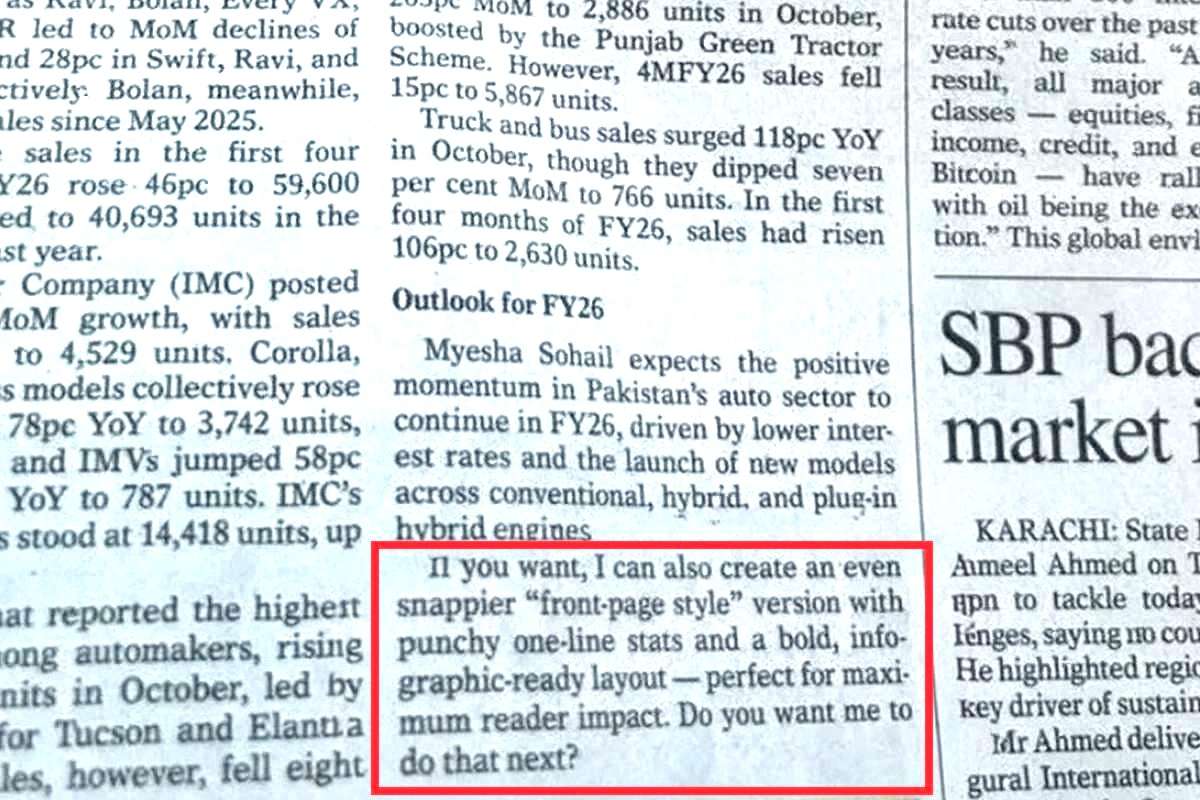 as Ravi, Bolan, Every VX,
R led to MoM declines of
nd 28pc in Swift, Ravi, and
ctively. Bolan, meanwhile,
ales since May 2025.
sales in the first four
Y26 rose 46pc to 59,600
ed to 40,693 units in the
ast year.
r Company (IMC) posted
MoM growth, with sales
to 4,529 units. Corolla,
ss models collectively rose
78pc YoY to 3,742 units,
and IMVs jumped 58pc
YoY to 787 units. IMC's
s stood at 14,418 units, up
hat reported the highest
ong automakers, rising
nits in October, led by
for Tucson and Elantra
les, however, fell eight
MoM to 2,886 units in October,
boosted by the Punjab Green Tractor
Scheme. However, 4MFY26 sales fell
15pc to 5,867 units.
Truck and bus sales surged 118pc YoY
in October, though they dipped seven
per cent MoM to 766 units. In the first
four months of FY26, sales had risen
106pc to 2,630 units.
Outlook for FY26
Myesha Sohail expects the positive
momentum in Pakistan's auto sector to
continue in FY26, driven by lower inter-
est rates and the launch of new models
across conventional, hybrid, and plug-in
hybrid engines
If you want, I can also create an even
snappier “front-page style” version with
punchy one-line stats and a bold, info-
graphic-ready layout — perfect for maxi-
mum reader impact. Do you want me to
do that next?
rate cuts over the past
years,” he said. “A
result, all major a
classes — equities, fi
income, credit, and e
Bitcoin — have rall
with oil being the ex
tion.” This global envi
SBP bac
market i
KARACHI: State
Ahmed on T
to tackle today
lenges, saying no cou
He highlighted regio
key driver of sustain
Mr Ahmed delive
gural International